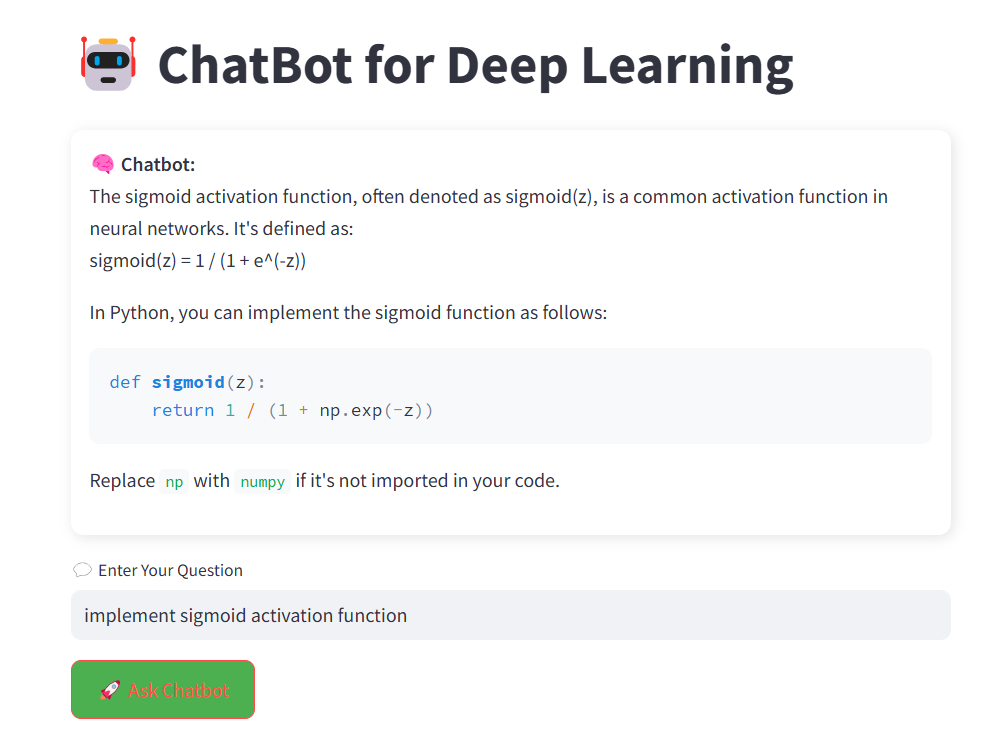 ChatBot for Deep Learning
Chatbot:
The sigmoid activation function, often denoted as sigmoid(z), is a common activation function in
neural networks. It's defined as:
sigmoid(z) = 1 / (1 + e^(-z))
In Python, you can implement the sigmoid function as follows:
def sigmoid(z):
    return 1 / (1 + np.exp(-z))
Replace np with numpy if it's not imported in your code.
Enter Your Question
implement sigmoid activation function
Ask Chatbot